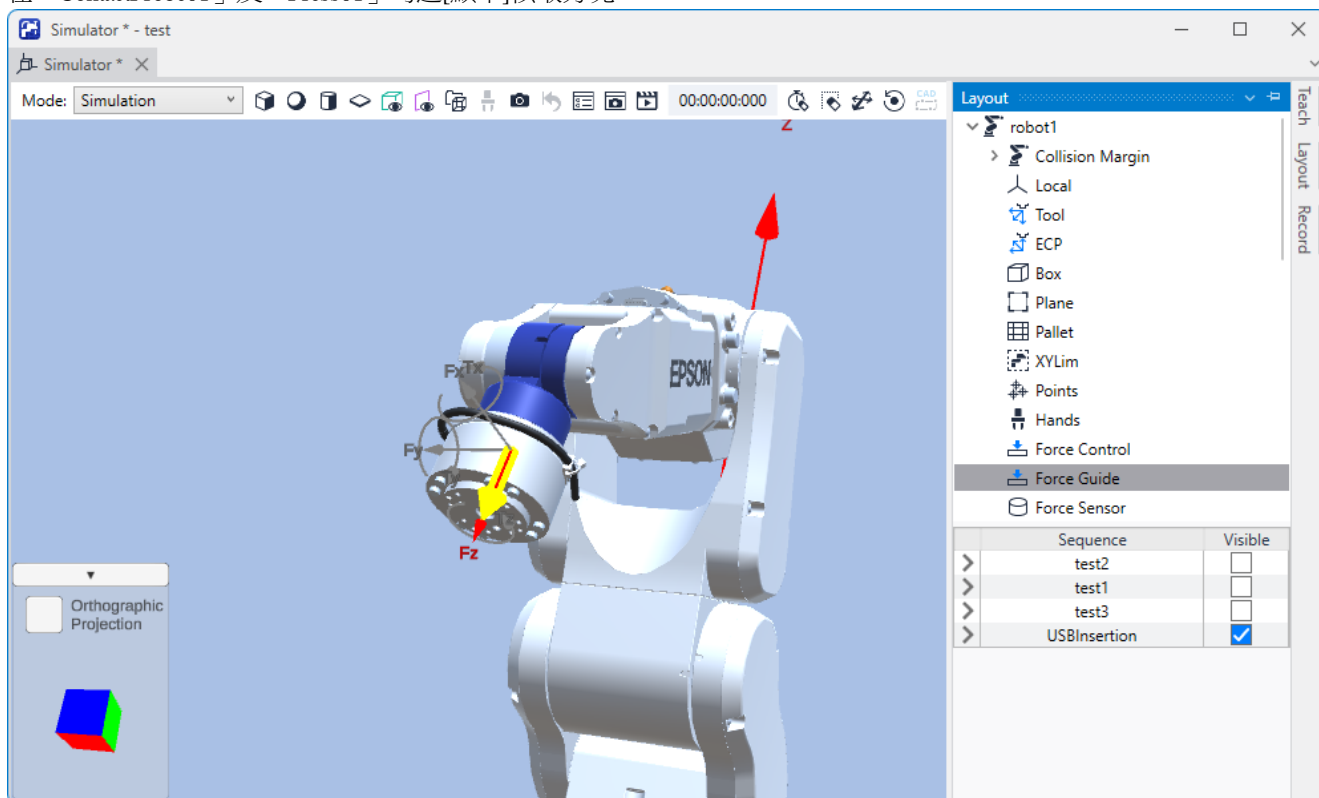 Simulator * - test
Simulator *
Mode: Simulation
00:00:00:000
CAD
Layout
Teach
Layout
Record
robot1
Collision Margin
Local
Tool
ECP
Box
Plane
Pallet
XYLim
Points
Hands
Force Control
Force Guide
Force Sensor
Sequence Visible
test2
test1
test3
USBInsertion
Z
EPSON
Fx Tx
Fy
Fz
Orthographic
Projection